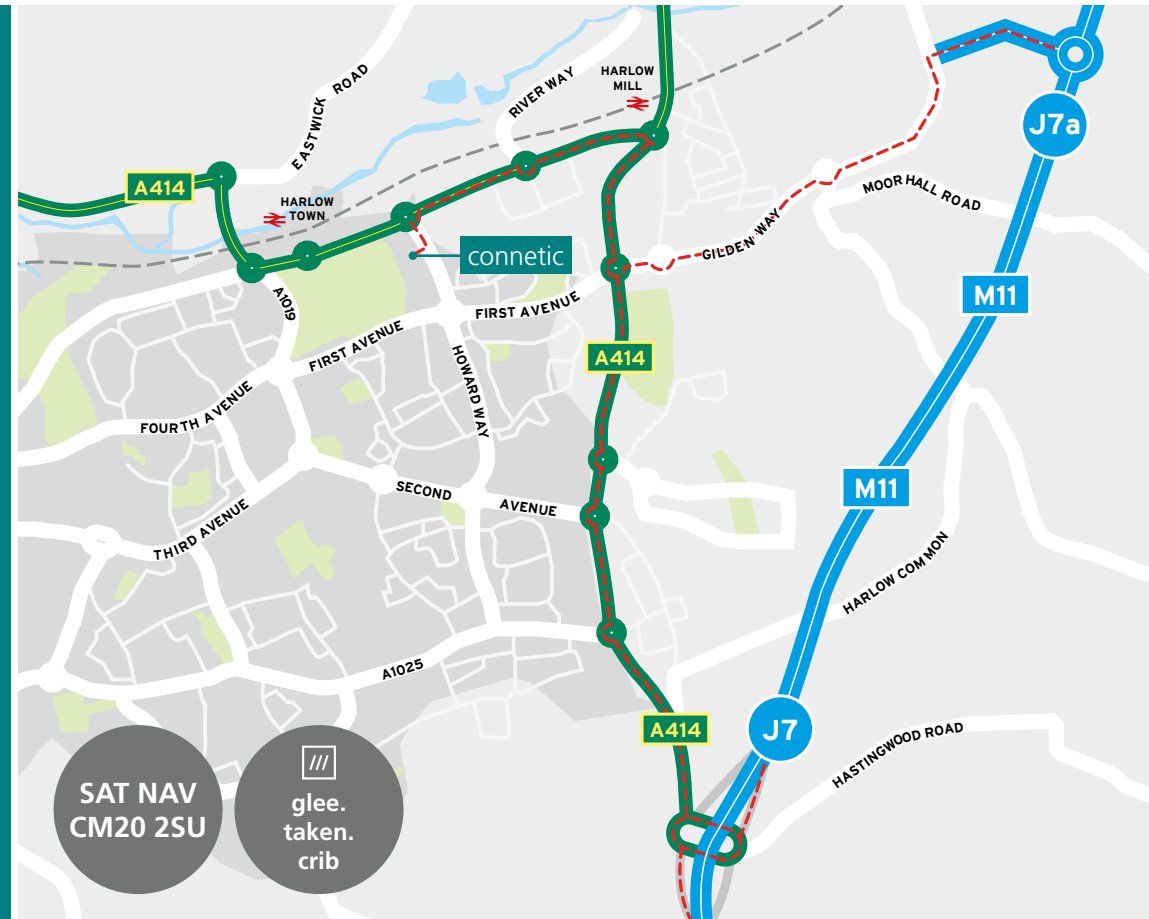 EASTWICK ROAD
RIVER WAY
HARLOW
MILL
J7a
A414
HARLOW
TOWN
MOOR HALL ROAD
GILDEN WAY
connetic
A1019
FIRST AVENUE
M11
FIRST AVENUE
A414
HOWARD WAY
FOURTH AVENUE
SECOND AVENUE
M11
THIRD AVENUE
HARLOW COMMON
A1025
A414
J7
HASTINGWOOD ROAD
SAT NAV
CM20 2SU
///
glee.
taken.
crib